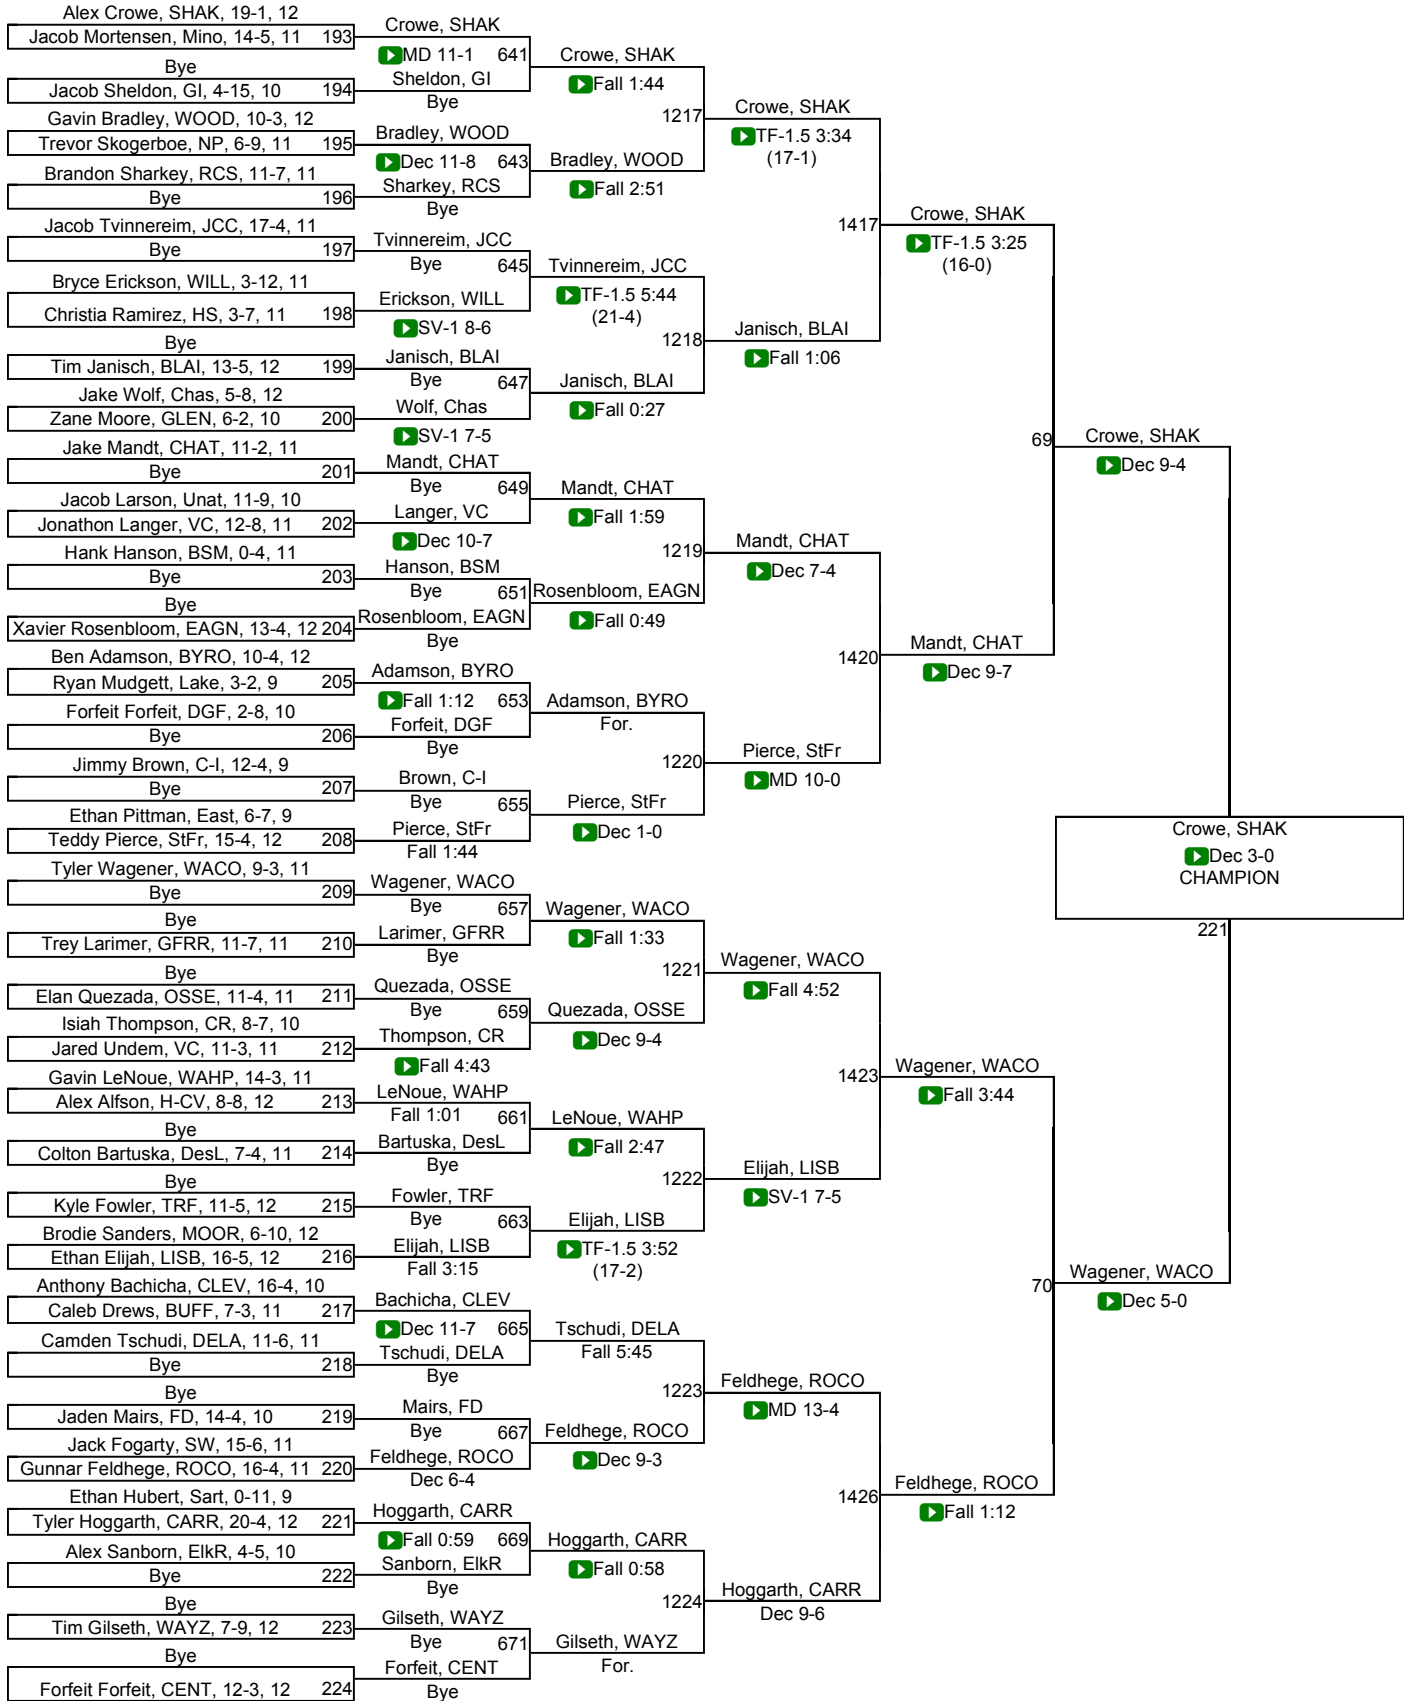 Alex Crowe, SHAK, 19-1, 12
Jacob Mortensen, Mino, 14-5, 11 193
Bye
Jacob Sheldon, GI, 4-15, 10 194
Gavin Bradley, WOOD, 10-3, 12
Trevor Skogerboe, NP, 6-9, 11 195
Brandon Sharkey, RCS, 11-7, 11
Bye 196
Jacob Tvinnereim, JCC, 17-4, 11
Bye 197
Bryce Erickson, WILL, 3-12, 11
Christia Ramirez, HS, 3-7, 11 198
Bye
Tim Janisch, BLAI, 13-5, 12 199
Jake Wolf, Chas, 5-8, 12
Zane Moore, GLEN, 6-2, 10 200
Jake Mandt, CHAT, 11-2, 11
Bye 201
Jacob Larson, Unat, 11-9, 10
Jonathon Langer, VC, 12-8, 11 202
Hank Hanson, BSM, 0-4, 11
Bye 203
Bye
Xavier Rosenbloom, EAGN, 13-4, 12 204
Ben Adamson, BYRO, 10-4, 12
Ryan Mudgett, Lake, 3-2, 9 205
Forfeit Forfeit, DGF, 2-8, 10
Bye 206
Jimmy Brown, C-I, 12-4, 9
Bye 207
Ethan Pittman, East, 6-7, 9
Teddy Pierce, StFr, 15-4, 12 208
Tyler Wagener, WACO, 9-3, 11
Bye 209
Bye
Trey Larimer, GFRR, 11-7, 11 210
Bye
Elan Quezada, OSSE, 11-4, 11 211
Isiah Thompson, CR, 8-7, 10
Jared Undem, VC, 11-3, 11 212
Gavin LeNoue, WAHP, 14-3, 11
Alex Alfson, H-CV, 8-8, 12 213
Bye
Colton Bartuska, DesL, 7-4, 11 214
Bye
Kyle Fowler, TRF, 11-5, 12 215
Brodie Sanders, MOOR, 6-10, 12
Ethan Elijah, LISB, 16-5, 12 216
Anthony Bachicha, CLEV, 16-4, 10
Caleb Drews, BUFF, 7-3, 11 217
Camden Tschudi, DELA, 11-6, 11
Bye 218
Bye
Jaden Mairs, FD, 14-4, 10 219
Jack Fogarty, SW, 15-6, 11
Gunnar Feldhege, ROCO, 16-4, 11 220
Ethan Hubert, Sart, 0-11, 9
Tyler Hoggarth, CARR, 20-4, 12 221
Alex Sanborn, ElkR, 4-5, 10
Bye 222
Bye
Tim Gilseth, WAYZ, 7-9, 12 223
Bye
Forfeit Forfeit, CENT, 12-3, 12 224
Crowe, SHAK
MD 11-1 641
Sheldon, GI
Bye
Bradley, WOOD
Dec 11-8 643
Sharkey, RCS
Bye
Tvinnereim, JCC
Bye 645
Erickson, WILL
SV-1 8-6
Janisch, BLAI
Bye 647
Wolf, Chas
SV-1 7-5
Mandt, CHAT
Bye 649
Langer, VC
Dec 10-7
Hanson, BSM
Bye 651
Rosenbloom, EAGN
Bye
Adamson, BYRO
Fall 1:12 653
Forfeit, DGF
Bye
Brown, C-I
Bye 655
Pierce, StFr
Fall 1:44
Wagener, WACO
Bye 657
Larimer, GFRR
Bye
Quezada, OSSE
Bye 659
Thompson, CR
Fall 4:43
LeNoue, WAHP
Fall 1:01 661
Bartuska, DesL
Bye
Fowler, TRF
Bye 663
Elijah, LISB
Fall 3:15
Bachicha, CLEV
Dec 11-7 665
Tschudi, DELA
Bye
Mairs, FD
Bye 667
Feldhege, ROCO
Dec 6-4
Hoggarth, CARR
Fall 0:59 669
Sanborn, ElkR
Bye
Gilseth, WAYZ
Bye 671
Forfeit, CENT
Bye
Crowe, SHAK
Fall 1:44
1217
Bradley, WOOD
Fall 2:51
Tvinnereim, JCC
TF-1.5 5:44
(21-4)
1218
Janisch, BLAI
Fall 0:27
Mandt, CHAT
Fall 1:59
1219
Rosenbloom, EAGN
Fall 0:49
Adamson, BYRO
For.
1220
Pierce, StFr
Dec 1-0
Wagener, WACO
Fall 1:33
1221
Quezada, OSSE
Dec 9-4
LeNoue, WAHP
Fall 2:47
1222
Elijah, LISB
TF-1.5 3:52
(17-2)
Tschudi, DELA
Fall 5:45
1223
Feldhege, ROCO
Dec 9-3
Hoggarth, CARR
Fall 0:58
1224
Gilseth, WAYZ
For.
Crowe, SHAK
TF-1.5 3:34
(17-1)
1417
Janisch, BLAI
Fall 1:06
Mandt, CHAT
Dec 7-4
1420
Pierce, StFr
MD 10-0
Wagener, WACO
Fall 4:52
1423
Elijah, LISB
SV-1 7-5
Feldhege, ROCO
MD 13-4
1426
Hoggarth, CARR
Dec 9-6
Crowe, SHAK
TF-1.5 3:25
(16-0)
69
Mandt, CHAT
Dec 9-7
Wagener, WACO
Fall 3:44
70
Feldhege, ROCO
Fall 1:12
Crowe, SHAK
Dec 9-4
Wagener, WACO
Dec 5-0
Crowe, SHAK
Dec 3-0
CHAMPION
221